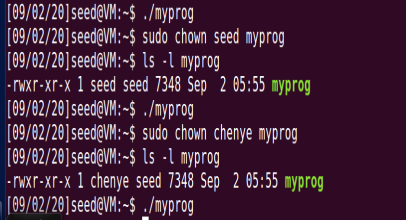 [09/02/20]seed@VM:~$ ./myprog
[09/02/20]seed@VM:~$ sudo chown seed myprog
[09/02/20]seed@VM:~$ ls -l myprog
-rwxr-xr-x 1 seed seed 7348 Sep  2 05:55 myprog
[09/02/20]seed@VM:~$ ./myprog
[09/02/20]seed@VM:~$ sudo chown chenye myprog
[09/02/20]seed@VM:~$ ls -l myprog
-rwxr-xr-x 1 chenye seed 7348 Sep  2 05:55 myprog
[09/02/20]seed@VM:~$ ./myprog